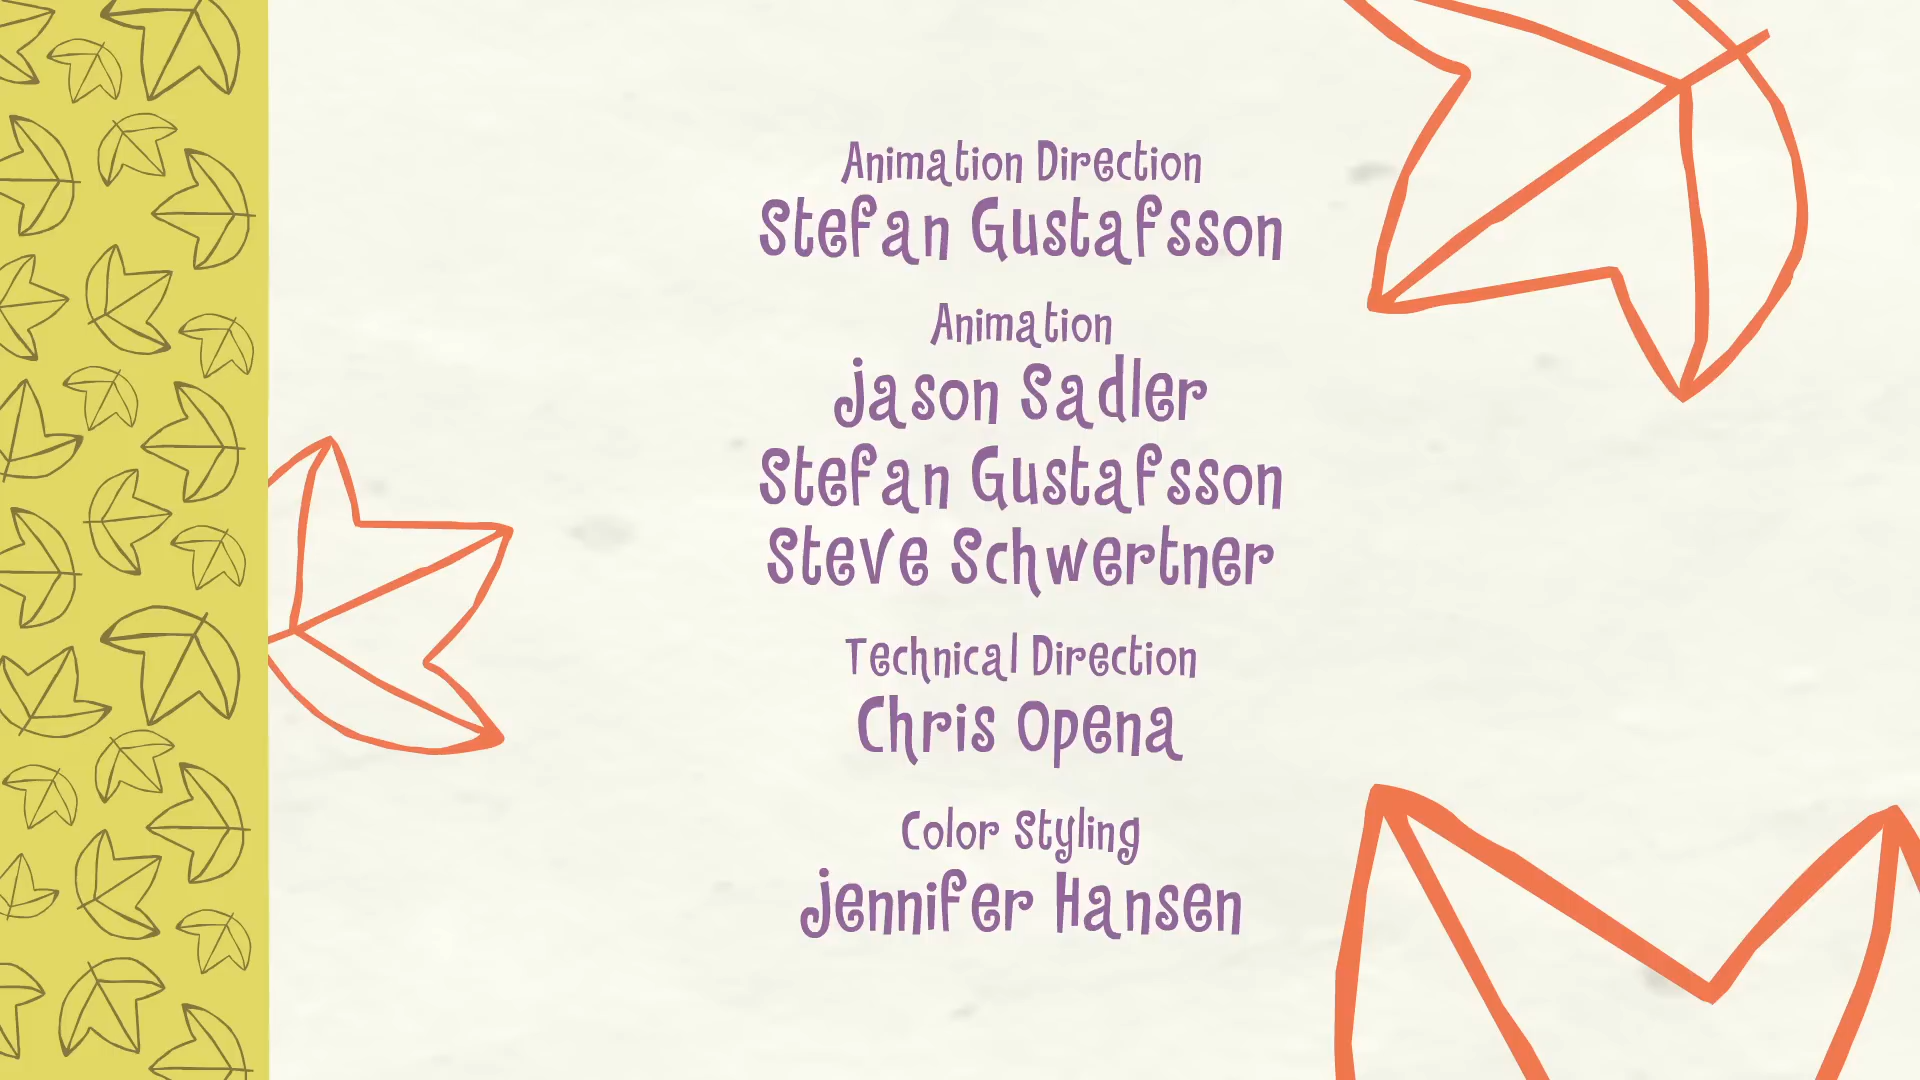 Animation Direction
Stefan Gustafsson
Animation
Jason Sadler
Stefan Gustafsson
Steve Schwertner
Technical Direction
Chris Opena
Color Styling
Jennifer Hansen